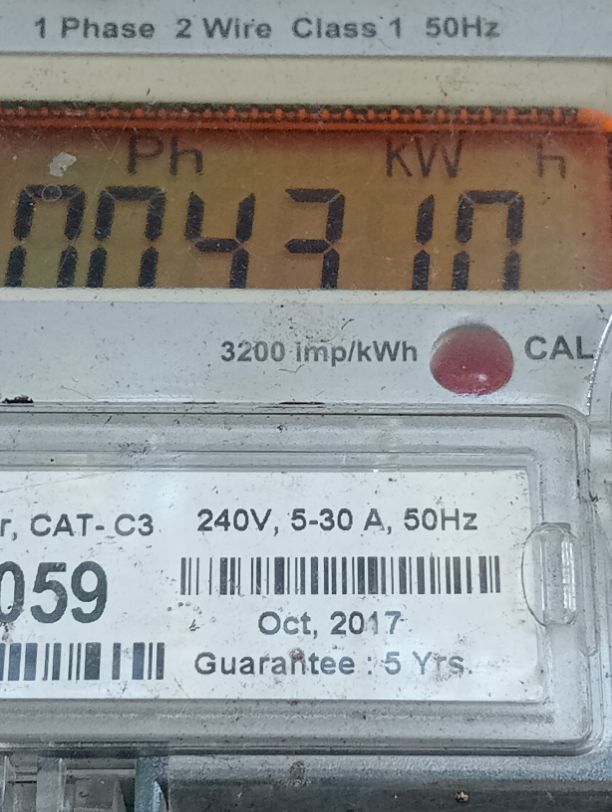 1 Phase 2 Wire Class 1 50Hz
Ph KW h
004310
3200 imp/kWh CAL
r, CAT- C3 240V, 5-30 A, 50Hz
059
Oct, 2017
Guarantee : 5 Yrs.